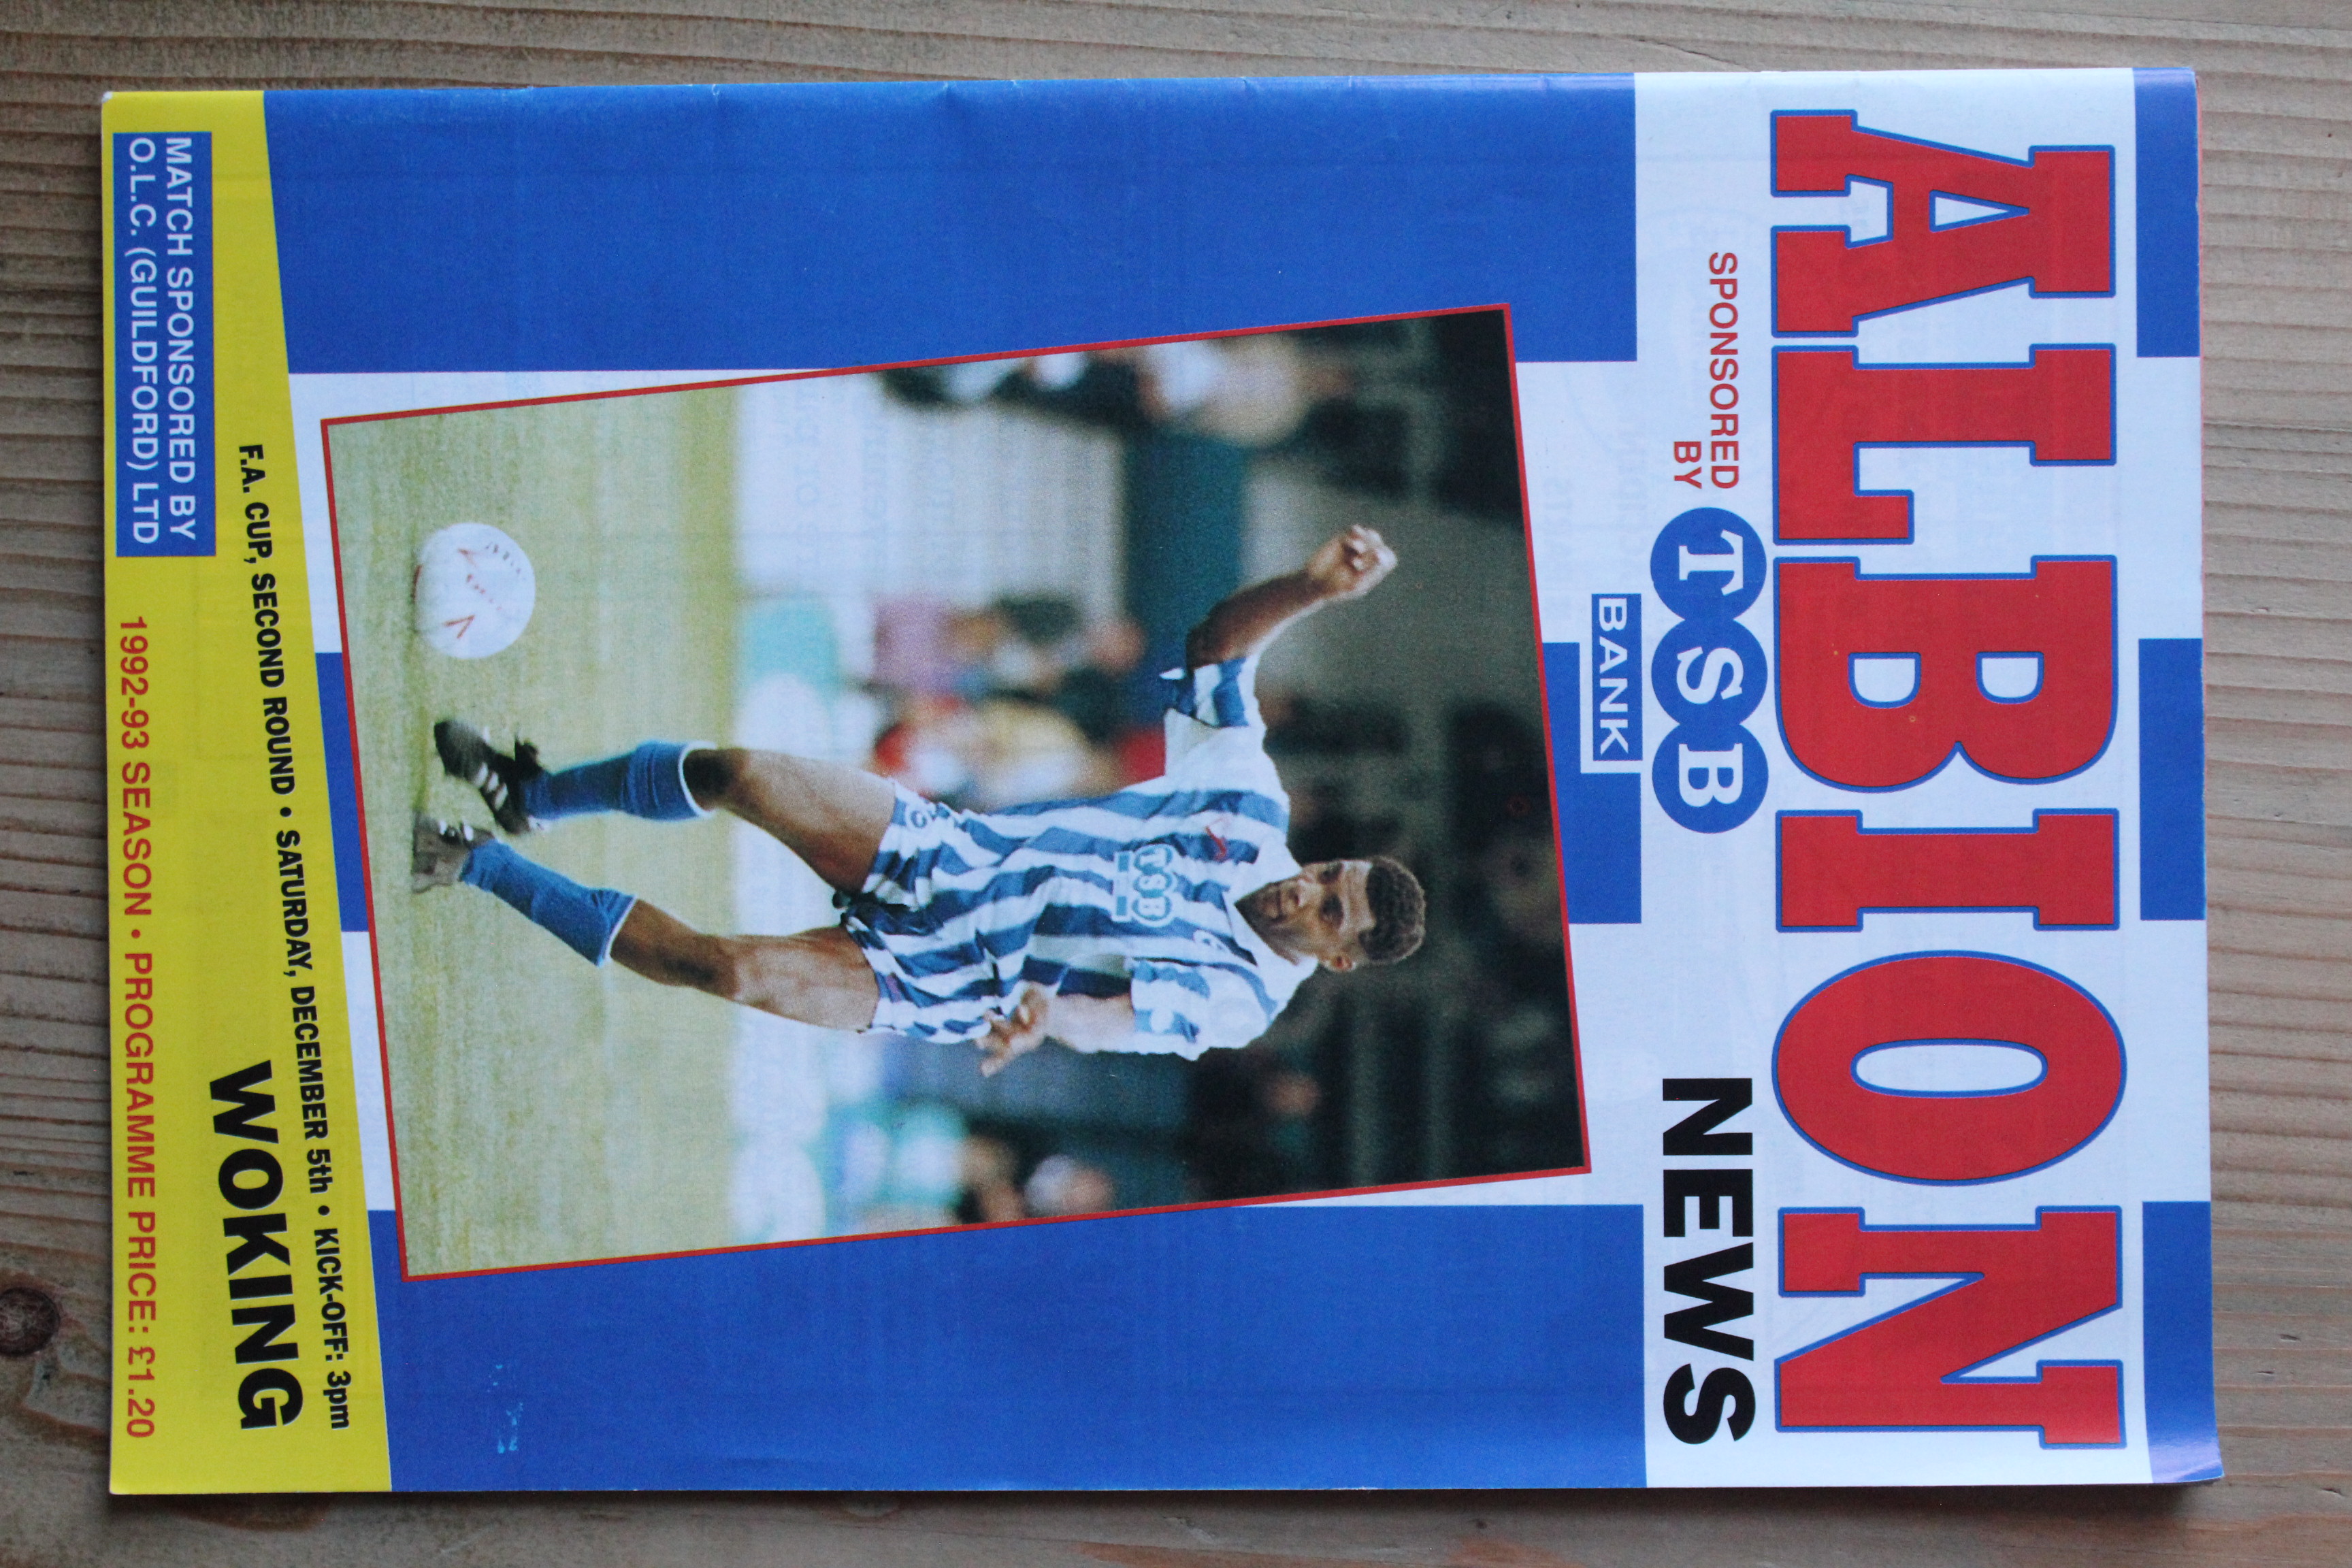 ALBION
SPONSORED
BY
TSB
BANK
NEWS
TSB
F.A. CUP, SECOND ROUND • SATURDAY, DECEMBER 5th • KICK-OFF: 3pm
WOKING
MATCH SPONSORED BY
O.L.C. (GUILDFORD) LTD
1992-93 SEASON • PROGRAMME PRICE: £1.20